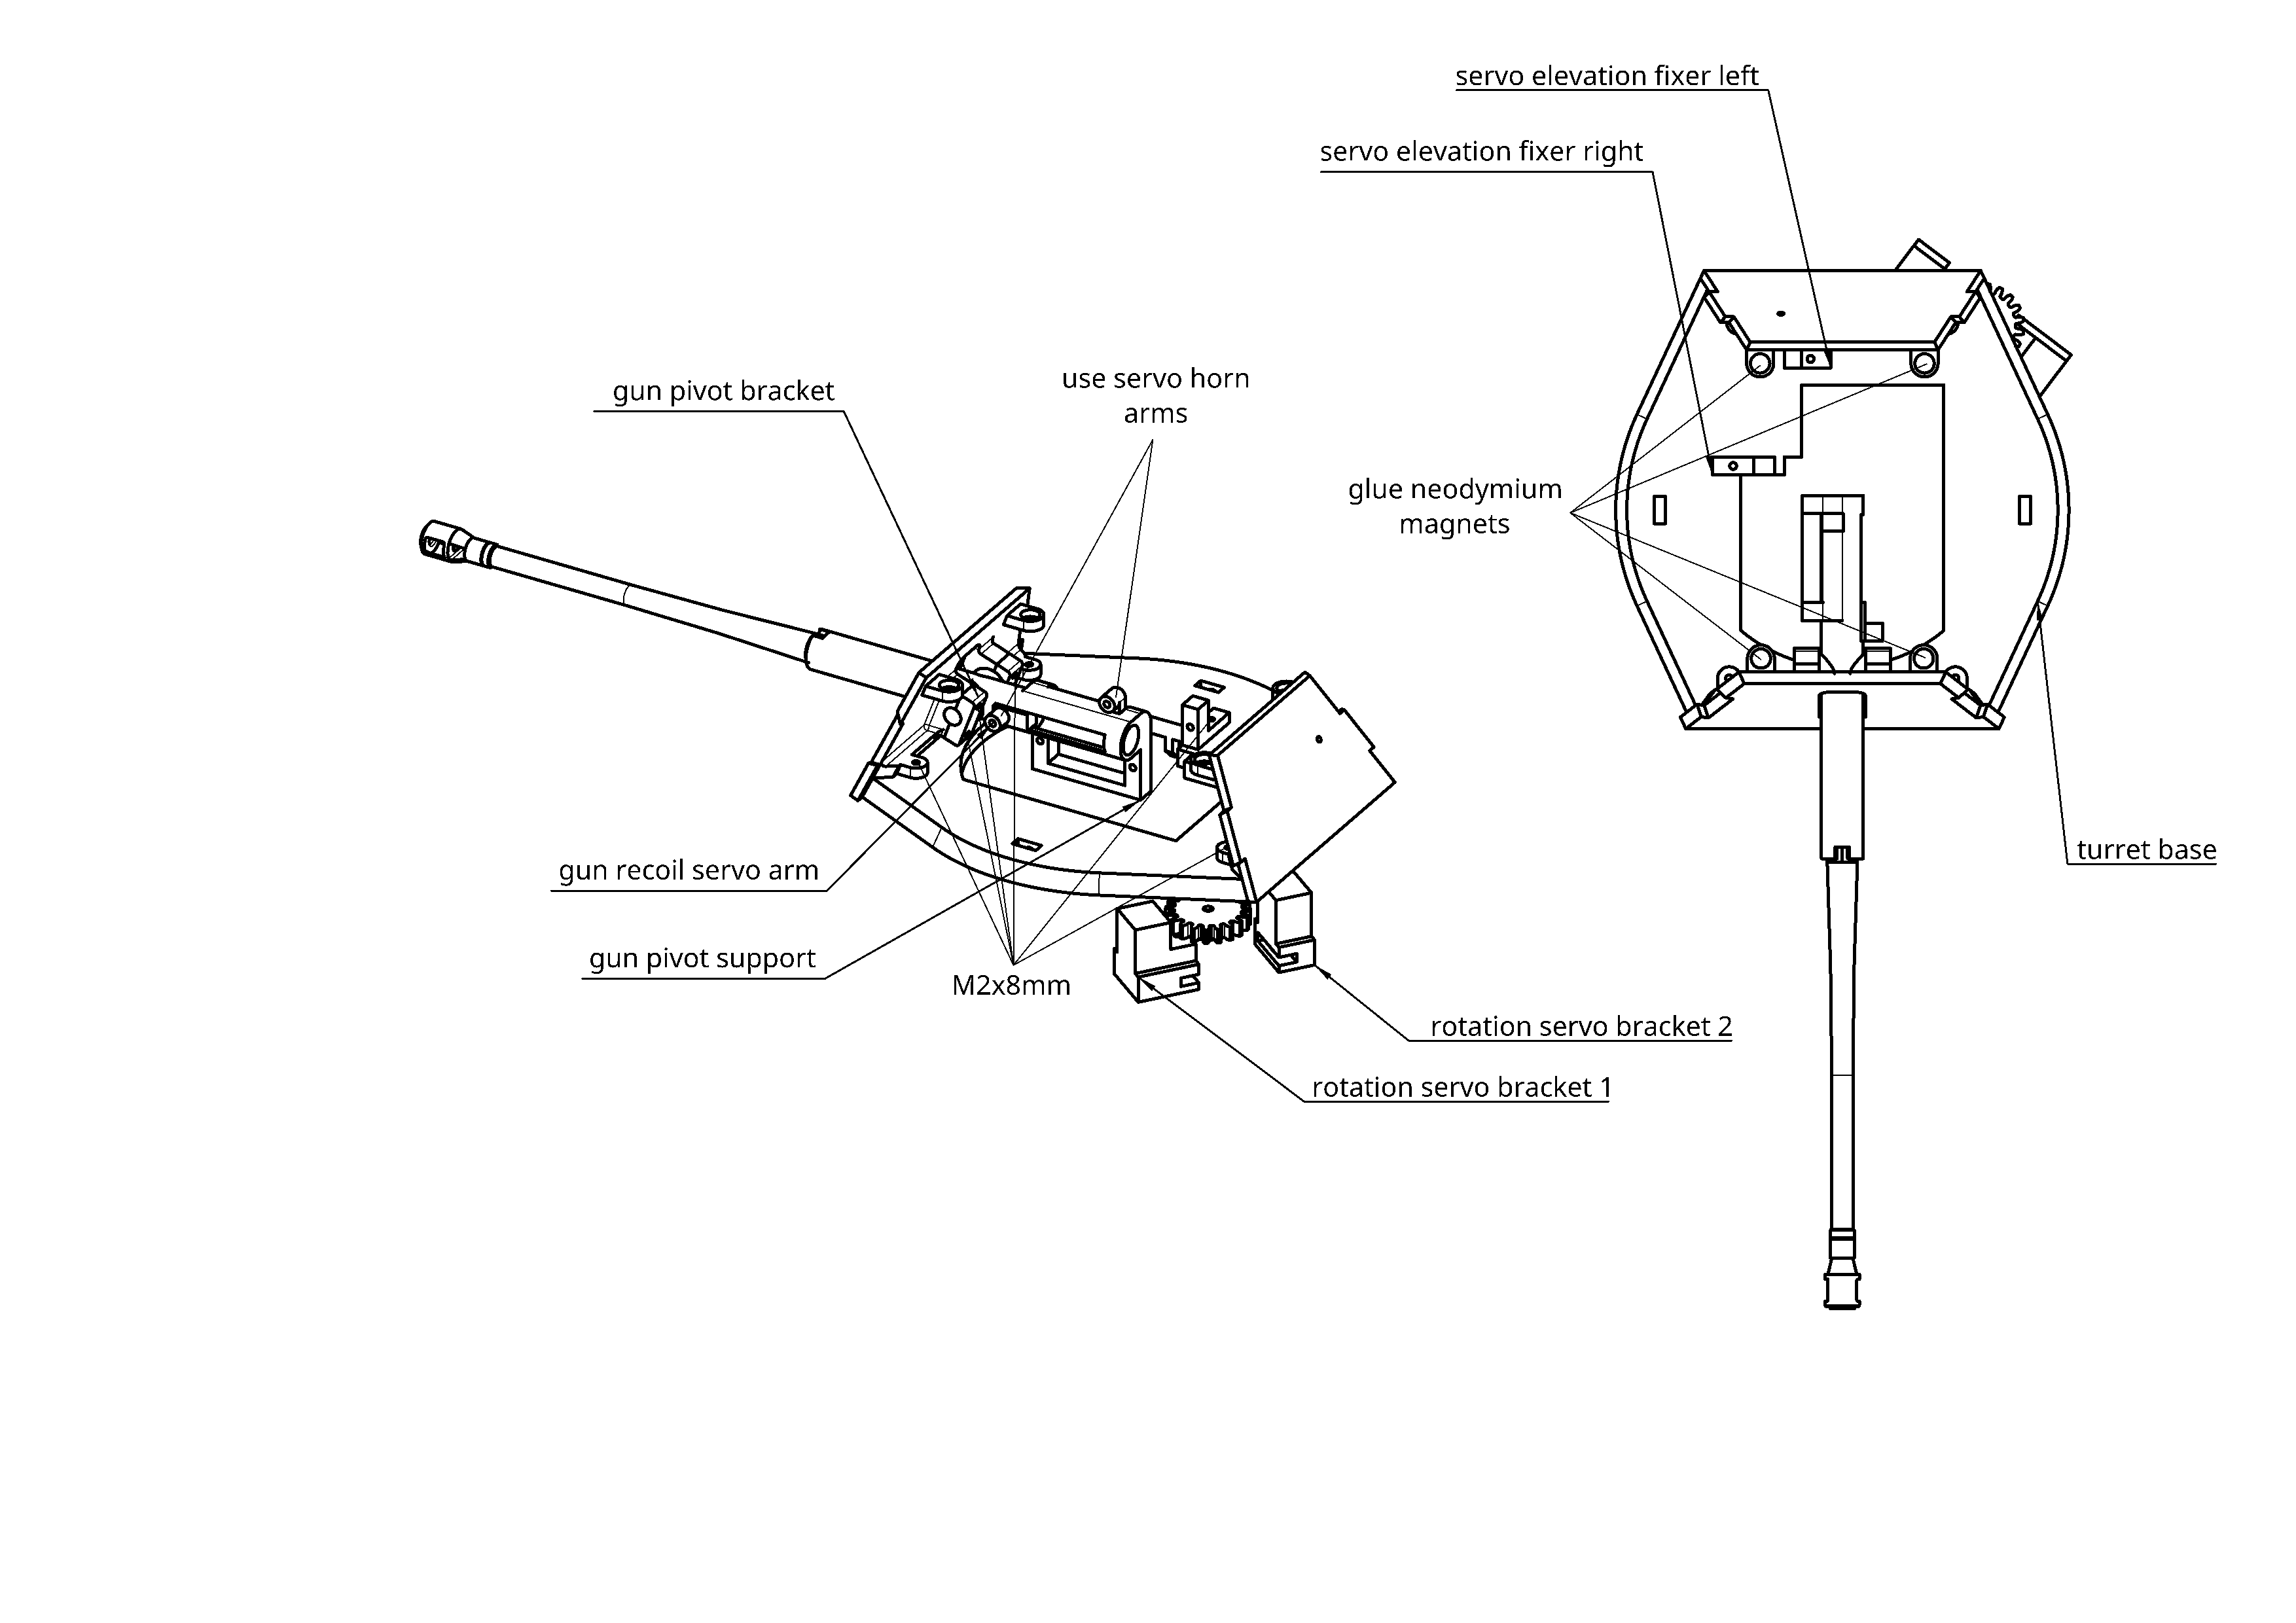 servo elevation fixer left
servo elevation fixer right
gun pivot bracket
use servo horn
arms
glue neodymium
magnets
gun recoil servo arm
turret base
gun pivot support
M2x8mm
rotation servo bracket 2
rotation servo bracket 1